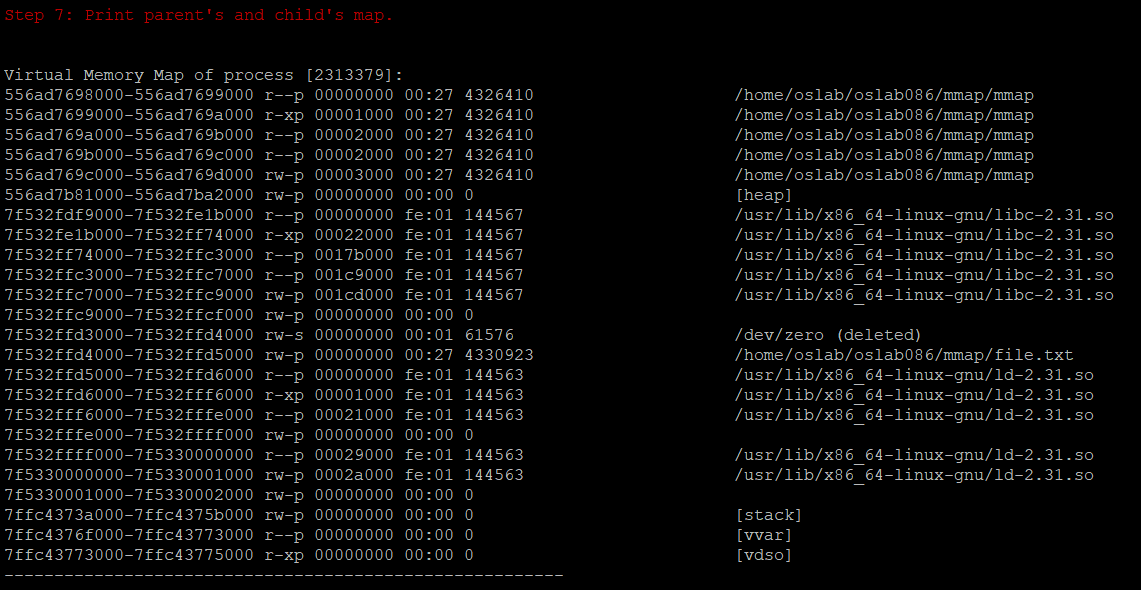 Step 7: Print parent's and child's map.
Virtual Memory Map of process [2313379]:
556ad7698000-556ad7699000 r--p 00000000 00:27 4326410 /home/oslab/oslab086/mmap/mmap
556ad7699000-556ad769a000 r-xp 00001000 00:27 4326410 /home/oslab/oslab086/mmap/mmap
556ad769a000-556ad769b000 r--p 00002000 00:27 4326410 /home/oslab/oslab086/mmap/mmap
556ad769b000-556ad769c000 r--p 00002000 00:27 4326410 /home/oslab/oslab086/mmap/mmap
556ad769c000-556ad769d000 rw-p 00003000 00:27 4326410 /home/oslab/oslab086/mmap/mmap
556ad7b81000-556ad7ba2000 rw-p 00000000 00:00 0 [heap]
7f532fdf9000-7f532fe1b000 r--p 00000000 fe:01 144567 /usr/lib/x86_64-linux-gnu/libc-2.31.so
7f532fe1b000-7f532ff74000 r-xp 00022000 fe:01 144567 /usr/lib/x86_64-linux-gnu/libc-2.31.so
7f532ff74000-7f532ffc3000 r--p 0017b000 fe:01 144567 /usr/lib/x86_64-linux-gnu/libc-2.31.so
7f532ffc3000-7f532ffc7000 r--p 001c9000 fe:01 144567 /usr/lib/x86_64-linux-gnu/libc-2.31.so
7f532ffc7000-7f532ffc9000 rw-p 001cd000 fe:01 144567 /usr/lib/x86_64-linux-gnu/libc-2.31.so
7f532ffc9000-7f532ffcf000 rw-p 00000000 00:00 0
7f532ffd3000-7f532ffd4000 rw-s 00000000 00:01 61576 /dev/zero (deleted)
7f532ffd4000-7f532ffd5000 rw-p 00000000 00:27 4330923 /home/oslab/oslab086/mmap/file.txt
7f532ffd5000-7f532ffd6000 r--p 00000000 fe:01 144563 /usr/lib/x86_64-linux-gnu/ld-2.31.so
7f532ffd6000-7f532fff6000 r-xp 00001000 fe:01 144563 /usr/lib/x86_64-linux-gnu/ld-2.31.so
7f532fff6000-7f532fffe000 r--p 00021000 fe:01 144563 /usr/lib/x86_64-linux-gnu/ld-2.31.so
7f532fffe000-7f532ffff000 rw-p 00000000 00:00 0
7f532ffff000-7f5330000000 r--p 00029000 fe:01 144563 /usr/lib/x86_64-linux-gnu/ld-2.31.so
7f5330000000-7f5330001000 rw-p 0002a000 fe:01 144563 /usr/lib/x86_64-linux-gnu/ld-2.31.so
7f5330001000-7f5330002000 rw-p 00000000 00:00 0
7ffc4373a000-7ffc4375b000 rw-p 00000000 00:00 0 [stack]
7ffc4376f000-7ffc43773000 r--p 00000000 00:00 0 [vvar]
7ffc43773000-7ffc43775000 r-xp 00000000 00:00 0 [vdso]
--------------------------------------------------------